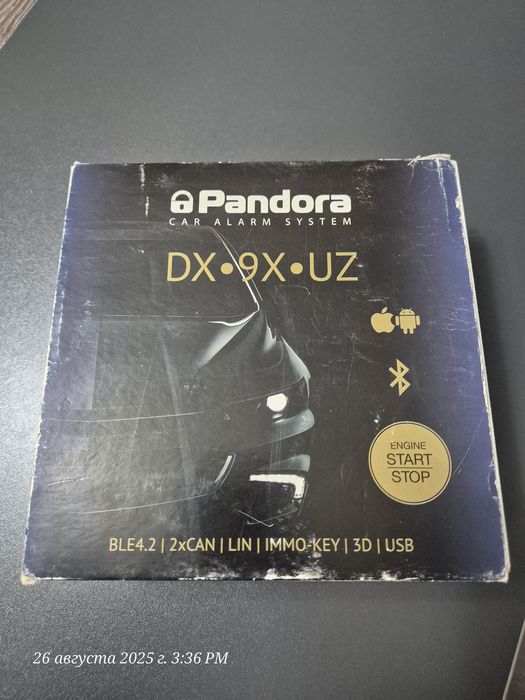 Pandora
CAR ALARM SYSTEM
DX•9X•UZ
ENGINE
START
STOP
BLE4.2 | 2xCAN | LIN | IMMO-KEY | 3D | USB
26 августа 2025 г. 3:36 PM